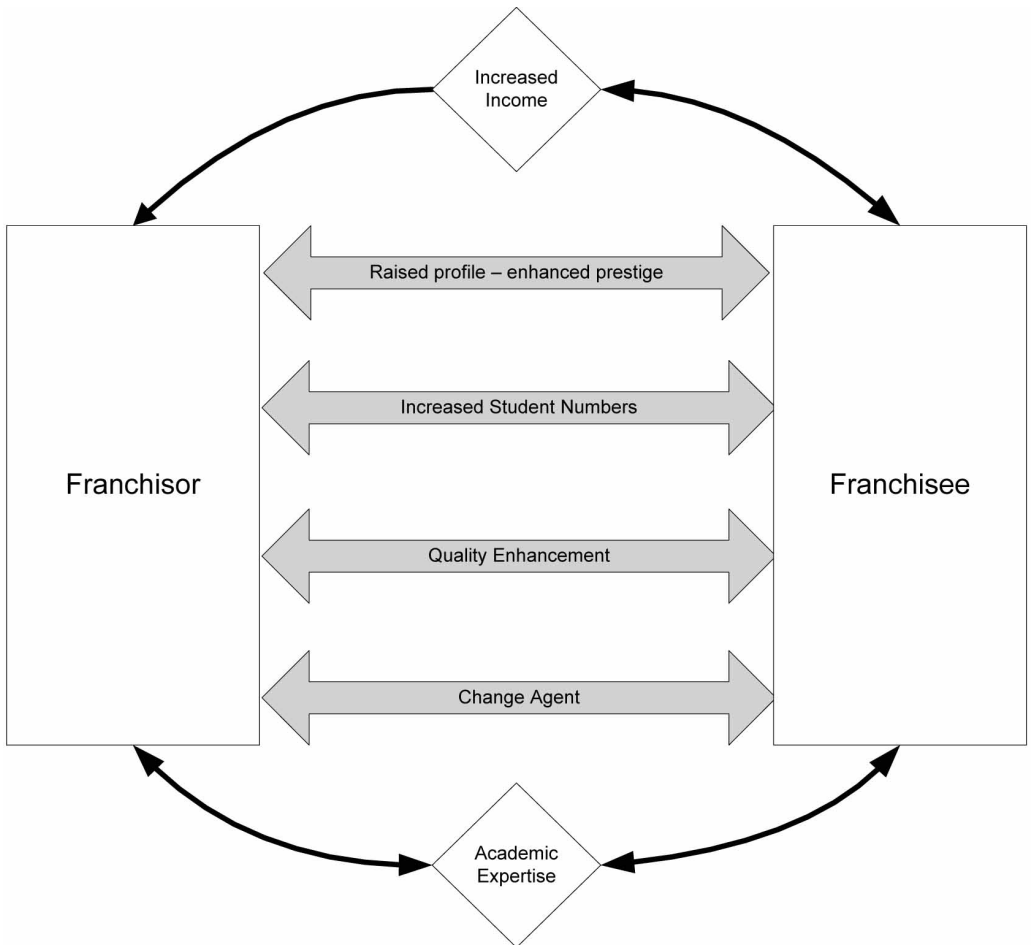 Increased
Income
Raised profile – enhanced prestige
Increased Student Numbers
Franchisor
Franchisee
Quality Enhancement
Change Agent
Academic
Expertise